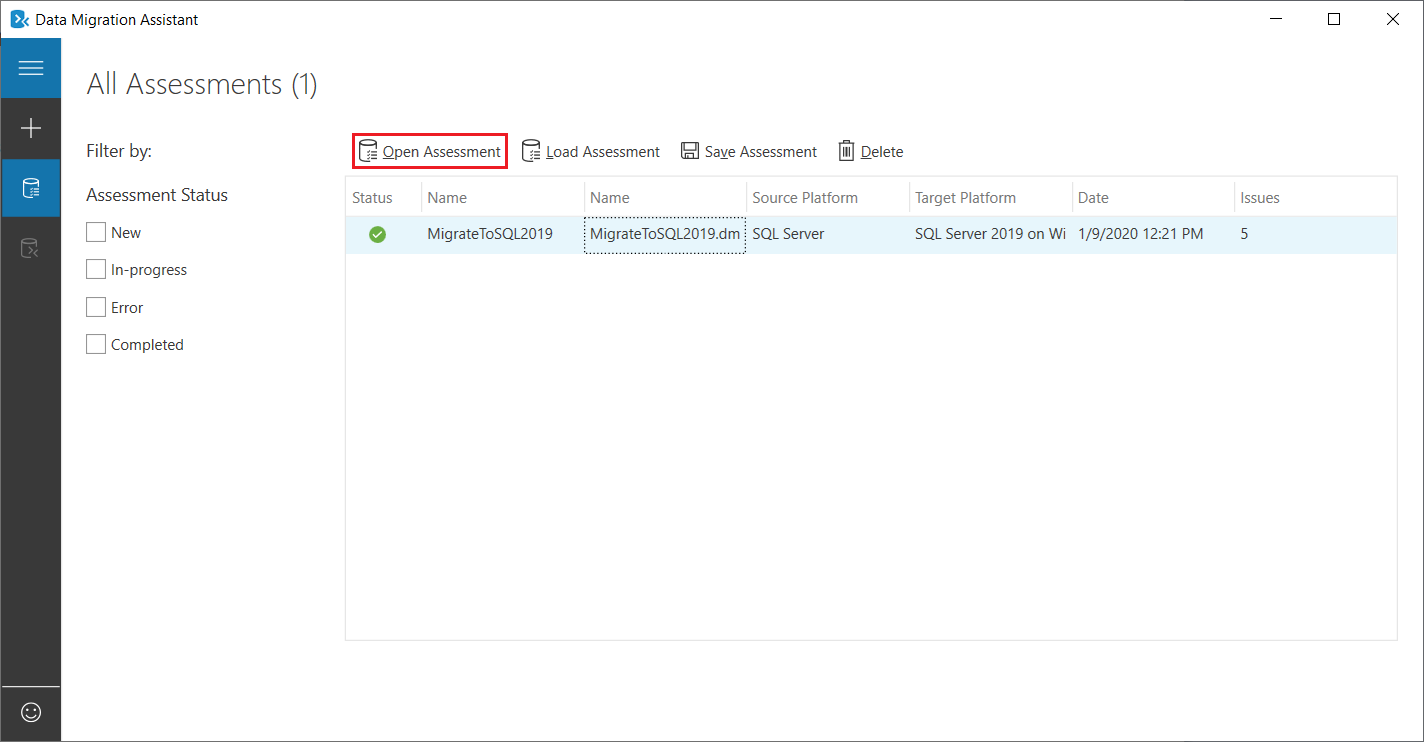 Data Migration Assistant
All Assessments (1)
Filter by:
Assessment Status
New
In-progress
Error
Completed
Open Assessment Load Assessment Save Assessment Delete
Status Name Name Source Platform Target Platform Date Issues
MigrateToSQL2019 MigrateToSQL2019.dm SQL Server SQL Server 2019 on Wi 1/9/2020 12:21 PM 5